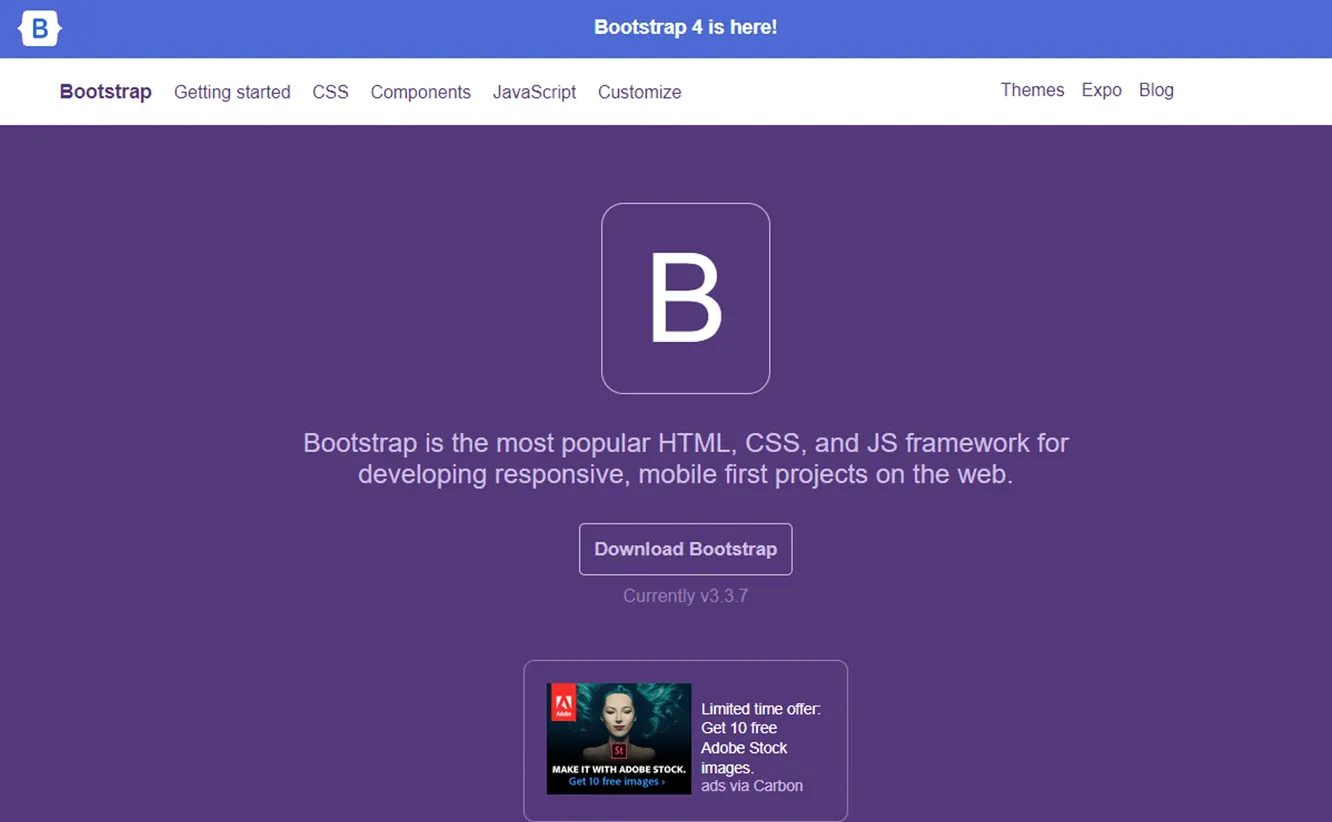 B
Bootstrap 4 is here!
Bootstrap Getting started CSS Components JavaScript Customize Themes Expo Blog
B
Bootstrap is the most popular HTML, CSS, and JS framework for
developing responsive, mobile first projects on the web.
Download Bootstrap
Currently v3.3.7
Adobe
St
MAKE IT WITH ADOBE STOCK.
Get 10 free images ›
Limited time offer:
Get 10 free
Adobe Stock
images.
ads via Carbon